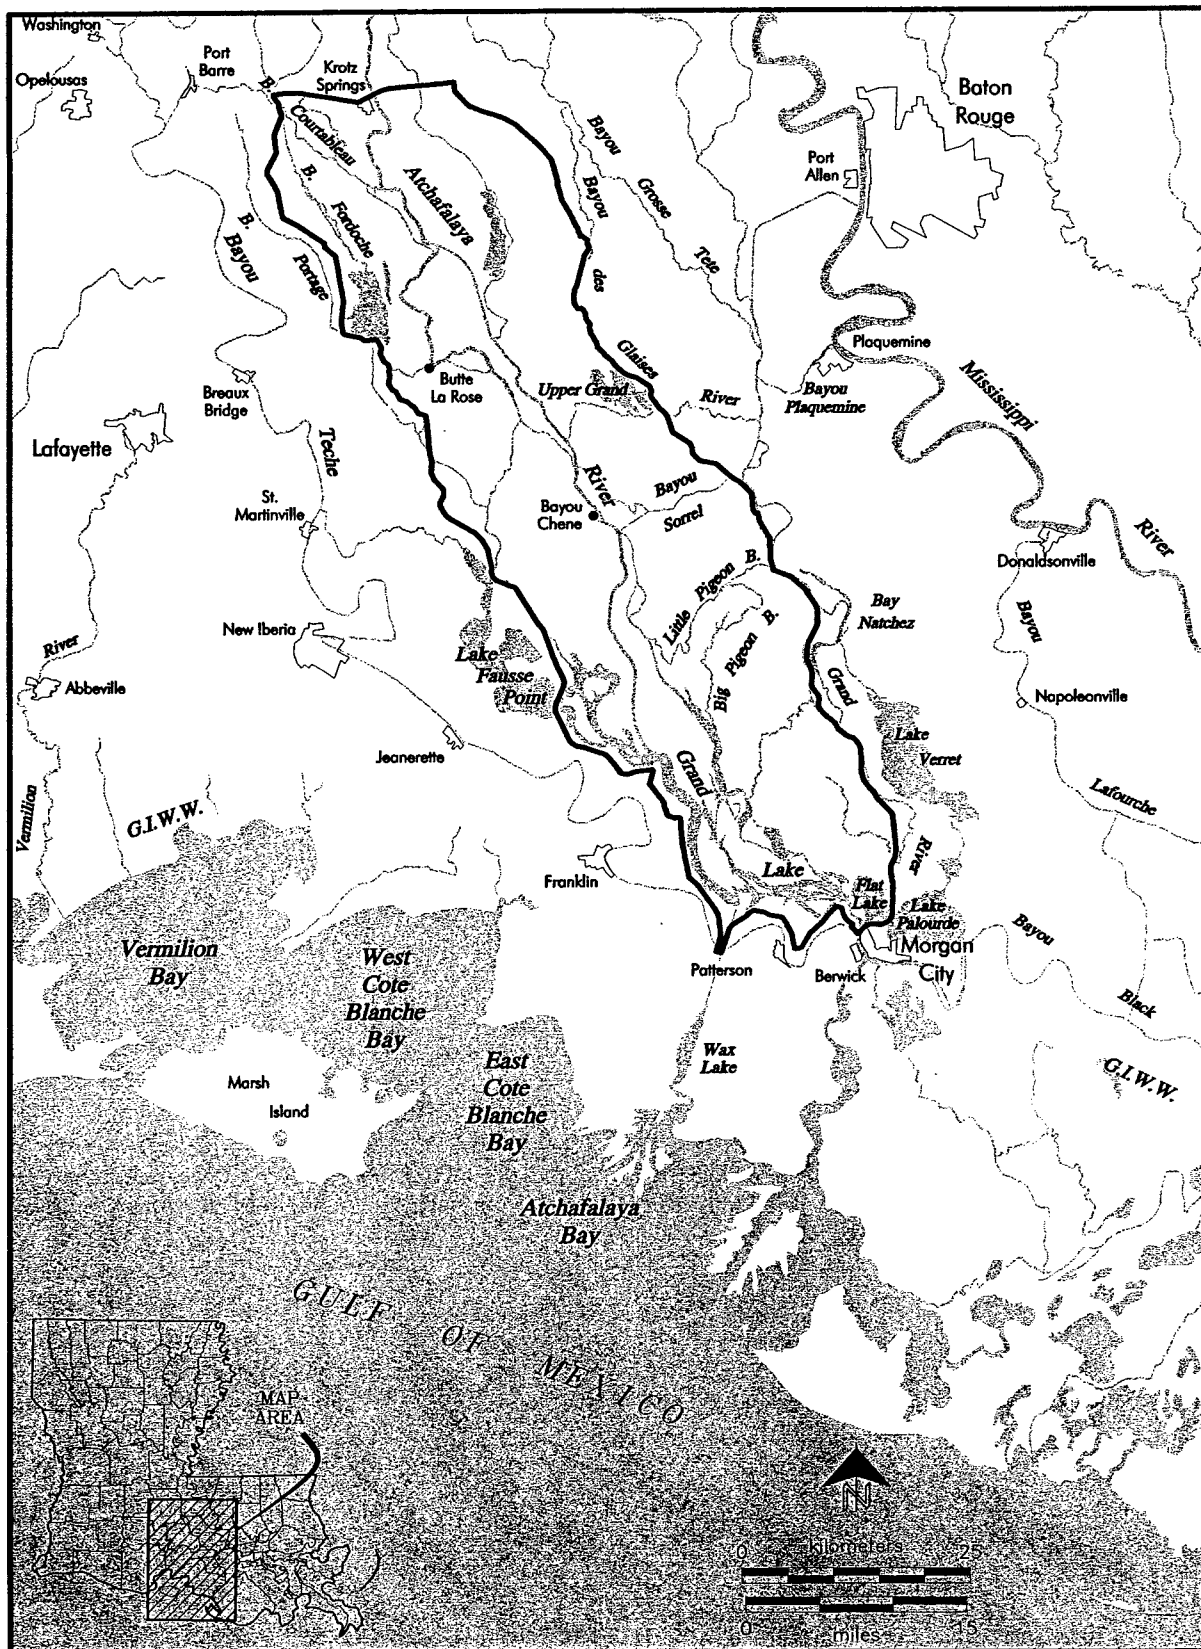 Washington
Opelousas
Port
Barre
Krotz
Springs
B.
Courtableau
B.
Fordoche
Atchafalaya
Bayou
Grosse
Tete
Bayou
des
Glaises
Baton
Rouge
Port
Allen
B.
Portage
Bayou
Teche
Breaux
Bridge
Lafayette
Butte
La Rose
Upper Grand
River
Plaquemine
Bayou
Plaquemine
Mississippi
River
St.
Martinville
Bayou
Chene
River
Bayou
Sorrel
Donaldsonville
Little
Pigeon
B.
Big
Pigeon
B.
Bay
Natchez
Bayou
New Iberia
River
Abbeville
Lake
Fausse
Point
Grand
Napoleonville
Lake
Verret
Jeanerette
Grand
Lafourche
Vermilion
G.I.W.W.
Franklin
Lake
River
Flat
Lake
Lake
Palourde
Morgan
City
Patterson
Berwick
Bayou
Black
Vermilion
Bay
West
Cote
Blanche
Bay
East
Cote
Blanche
Bay
Wax
Lake
G.I.W.W.
Marsh
Island
Atchafalaya
Bay
GULF OF MEXICO
MAP
AREA
N
0 kilometers 25
0 miles 15